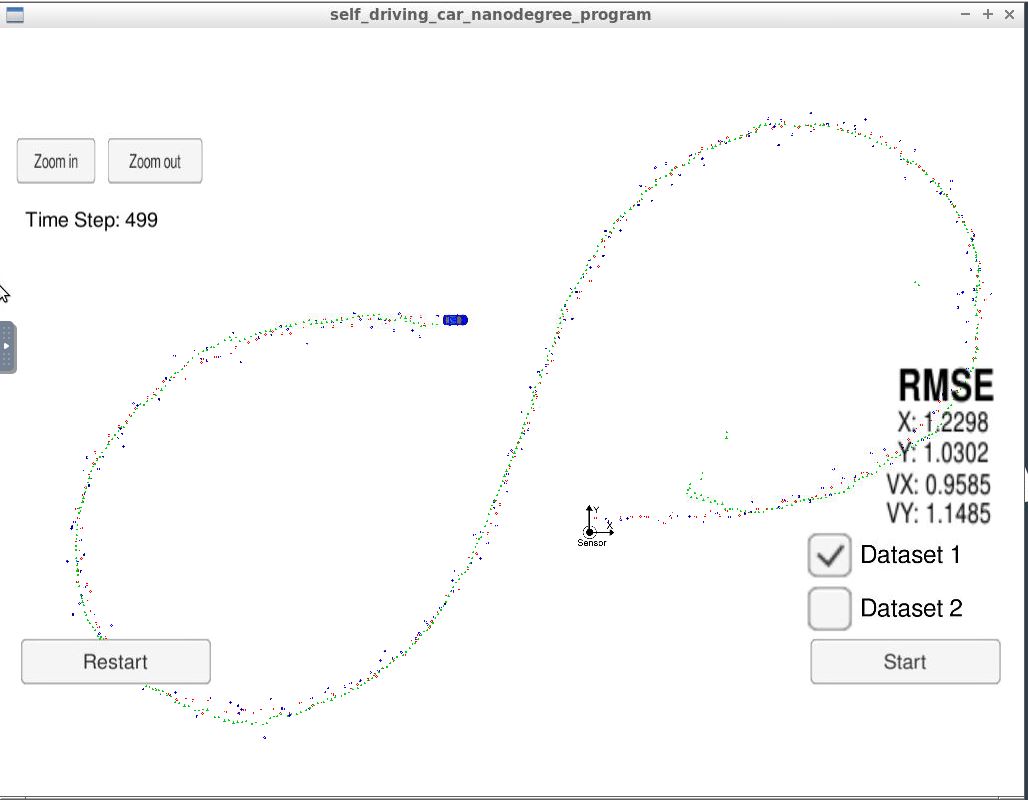 self_driving_car_nanodegree_program
Zoom in
Zoom out
Time Step: 499
RMSE
X: 1.2298
Y: 1.0302
VX: 0.9585
VY: 1.1485
Y
X
Sensor
Dataset 1
Dataset 2
Restart
Start